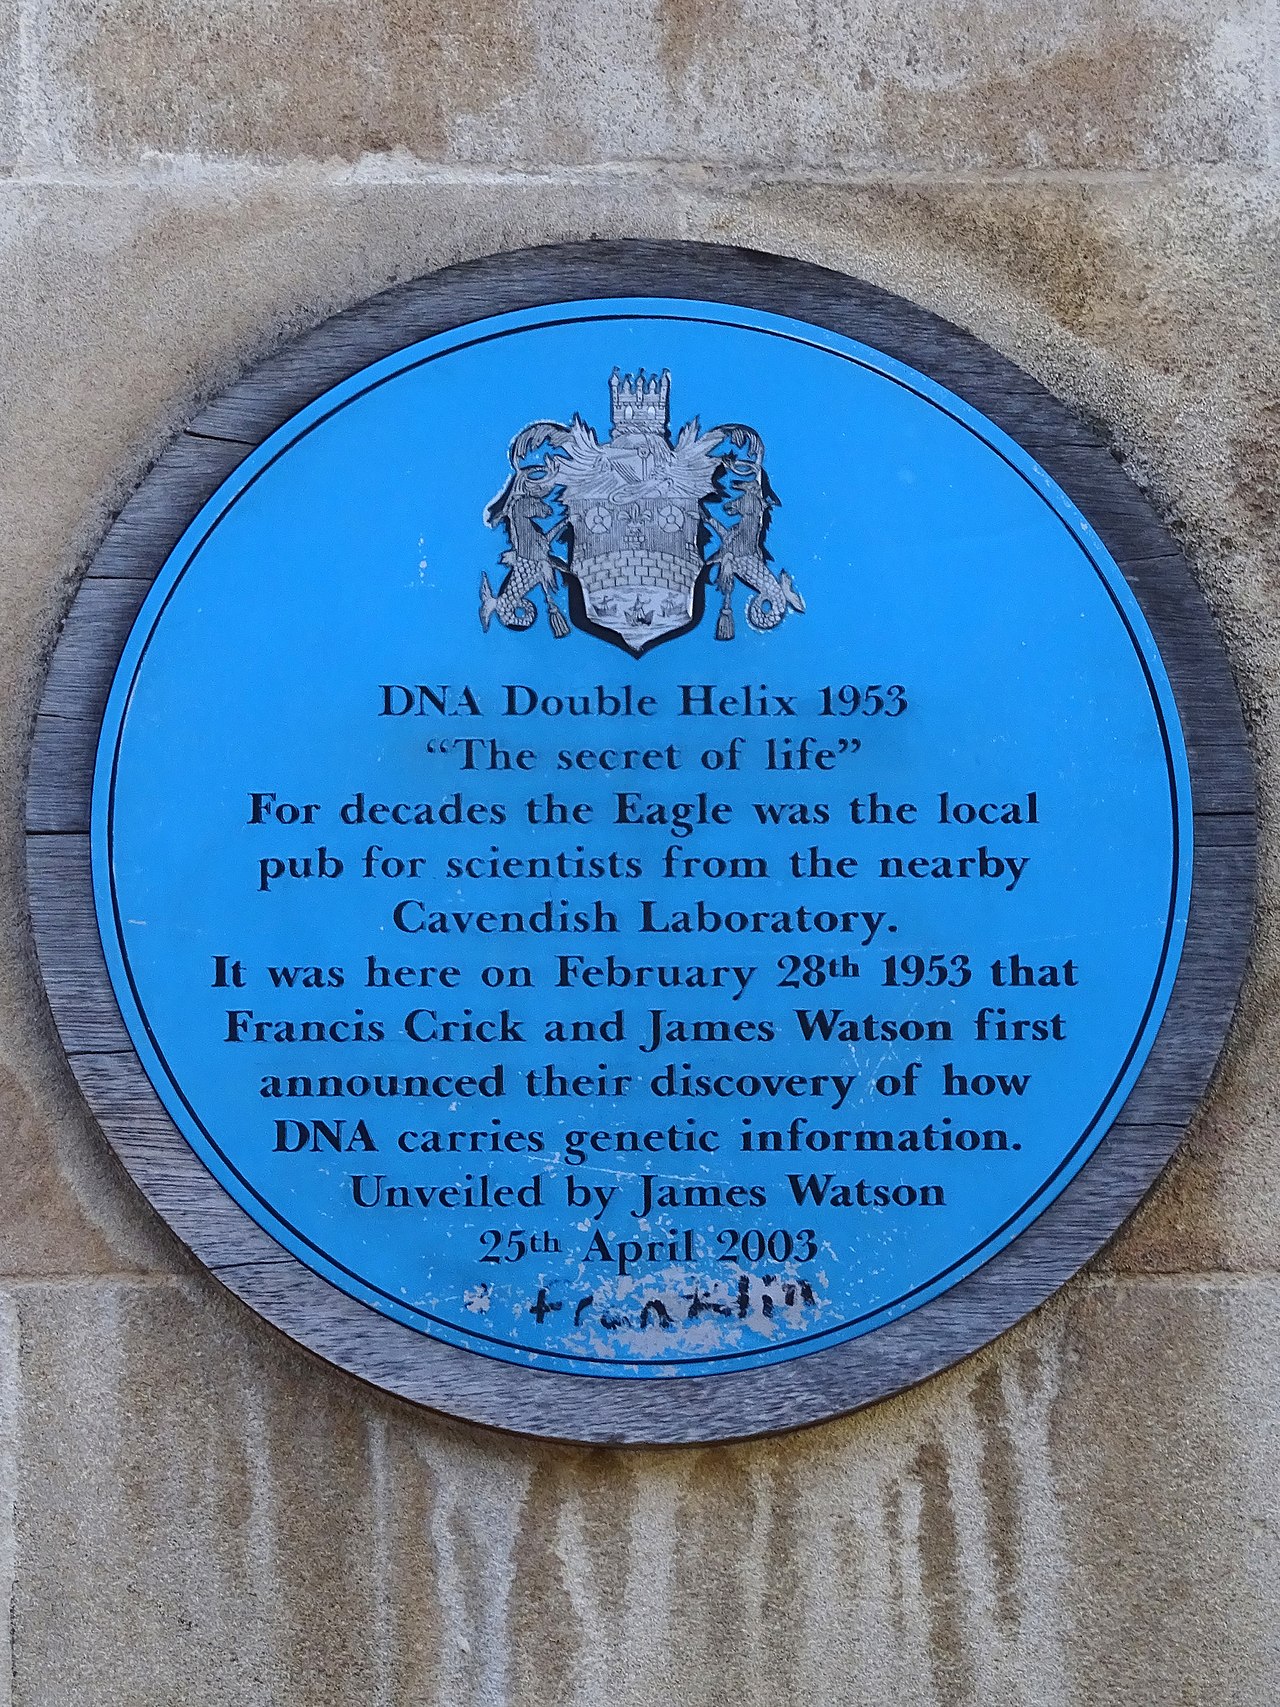 DNA Double Helix 1953
“The secret of life”
For decades the Eagle was the local
pub for scientists from the nearby
Cavendish Laboratory.
It was here on February 28th 1953 that
Francis Crick and James Watson first
announced their discovery of how
DNA carries genetic information.
Unveiled by James Watson
25th April 2003
+ Franklin